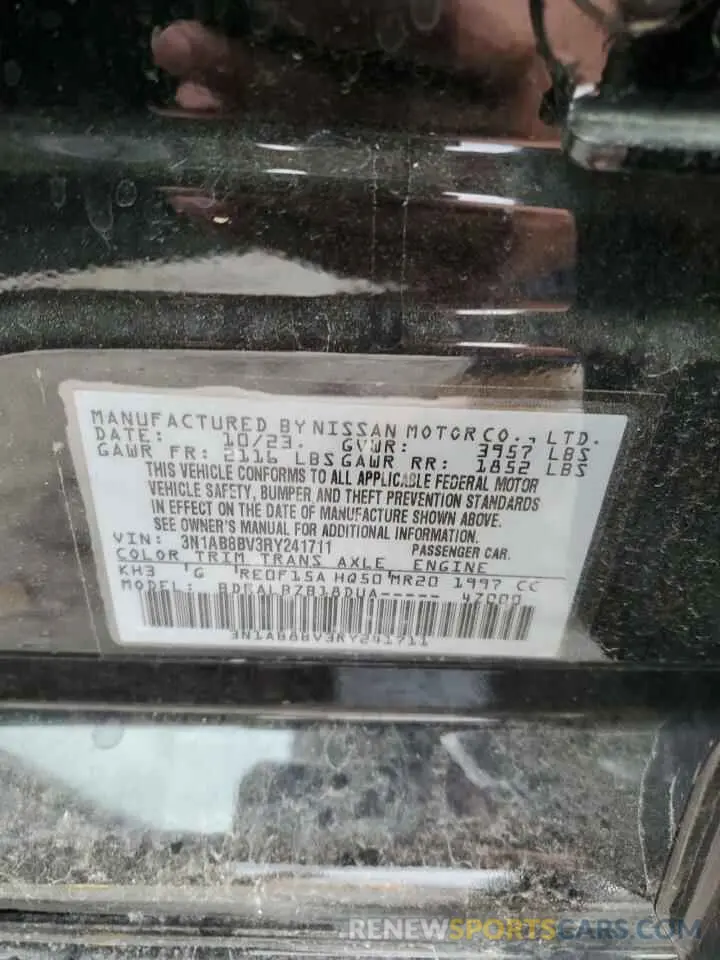 MANUFACTURED BY NISSAN MOTOR CO., LTD.
DATE: 10/23. GVWR: 3957 LBS
GAWR FR: 2116 LBS GAWR RR: 1852 LBS
THIS VEHICLE CONFORMS TO ALL APPLICABLE FEDERAL MOTOR
VEHICLE SAFETY, BUMPER AND THEFT PREVENTION STANDARDS
IN EFFECT ON THE DATE OF MANUFACTURE SHOWN ABOVE.
SEE OWNER'S MANUAL FOR ADDITIONAL INFORMATION.
VIN: 3N1AB8BV3RY241711 PASSENGER CAR
COLOR TRIM TRANS AXLE ENGINE
KH3 G RE0F15A HQ50 MR20 1997 CC
MODEL: ----- 47000
3N1AB8BV3RY241711
RENEWSPORTSCARS.COM